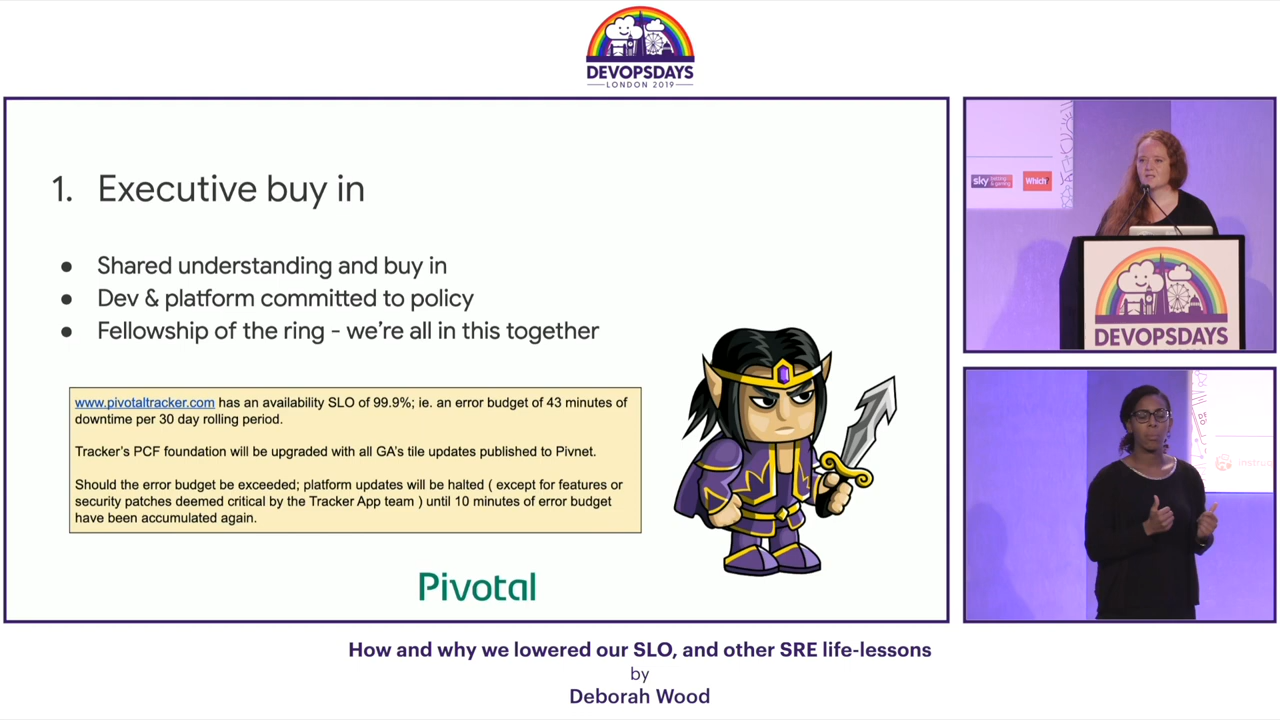 DEVOPSDAYS
LONDON 2019
1. Executive buy in
● Shared understanding and buy in
● Dev & platform committed to policy
● Fellowship of the ring - we're all in this together
www.pivotaltracker.com has an availability SLO of 99.9%; ie. an error budget of 43 minutes of
downtime per 30 day rolling period.
Tracker's PCF foundation will be upgraded with all GA's tile updates published to Pivnet.
Should the error budget be exceeded; platform updates will be halted ( except for features or
security patches deemed critical by the Tracker App team ) until 10 minutes of error budget
have been accumulated again.
Pivotal
sky betting & gaming
Which?
DEVOPSDAYS
How and why we lowered our SLO, and other SRE life-lessons
by
Deborah Wood